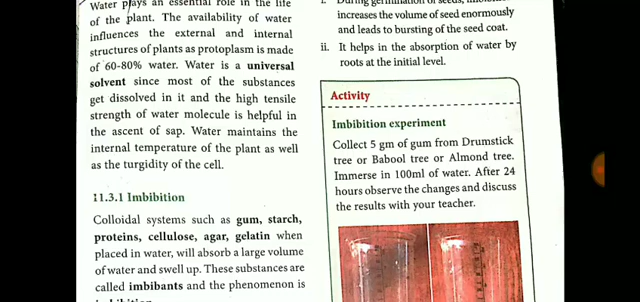 Water plays an essential role in the life
of the plant. The availability of water
influences the external and internal
structures of plants as protoplasm is made
of 60-80% water. Water is a universal
solvent since most of the substances
get dissolved in it and the high tensile
strength of water molecule is helpful in
the ascent of sap. Water maintains the
internal temperature of the plant as well
as the turgidity of the cell.
11.3.1 Imbibition
Colloidal systems such as gum, starch,
proteins, cellulose, agar, gelatin when
placed in water, will absorb a large volume
of water and swell up. These substances are
called imbibants and the phenomenon is
i. During germination of seeds,
increases the volume of seed enormously
and leads to bursting of the seed coat.
ii. It helps in the absorption of water by
roots at the initial level.
Activity
Imbibition experiment
Collect 5 gm of gum from Drumstick
tree or Babool tree or Almond tree.
Immerse in 100ml of water. After 24
hours observe the changes and discuss
the results with your teacher.